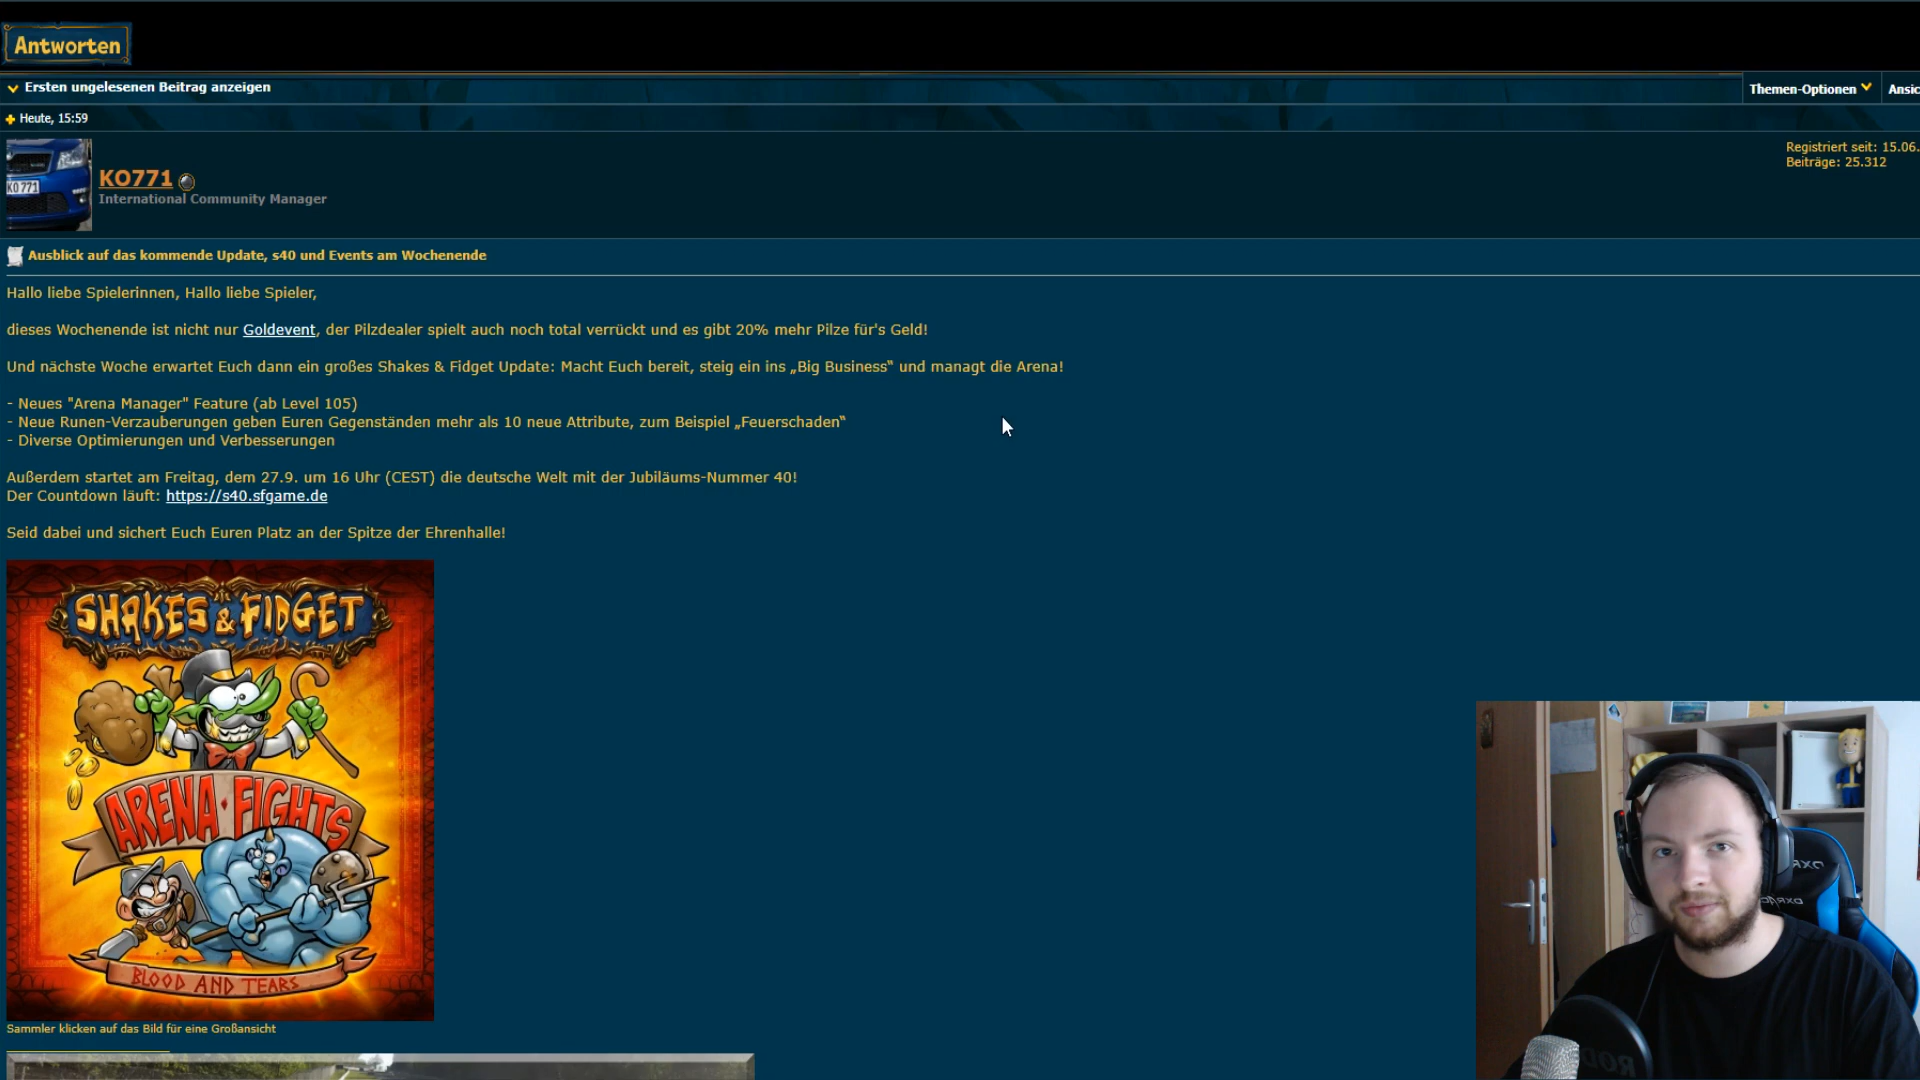 Antworten
Ersten ungelesenen Beitrag anzeigen
Themen-Optionen
Heute, 15:59
KO 771
KO771
International Community Manager
Registriert seit: 15.06.
Beiträge: 25.312
Ausblick auf das kommende Update, s40 und Events am Wochenende
Hallo liebe Spielerinnen, Hallo liebe Spieler,
dieses Wochenende ist nicht nur Goldevent, der Pilzdealer spielt auch noch total verrückt und es gibt 20% mehr Pilze für's Geld!
Und nächste Woche erwartet Euch dann ein großes Shakes & Fidget Update: Macht Euch bereit, steig ein ins „Big Business“ und managt die Arena!
- Neues "Arena Manager" Feature (ab Level 105)
- Neue Runen-Verzauberungen geben Euren Gegenständen mehr als 10 neue Attribute, zum Beispiel „Feuerschaden“
- Diverse Optimierungen und Verbesserungen
Außerdem startet am Freitag, dem 27.9. um 16 Uhr (CEST) die deutsche Welt mit der Jubiläums-Nummer 40!
Der Countdown läuft: https://s40.sfgame.de
Seid dabei und sichert Euch Euren Platz an der Spitze der Ehrenhalle!
SHAKES & FIDGET
ARENA · FIGHTS
BLOOD AND TEARS
Sammler klicken auf das Bild für eine Großansicht